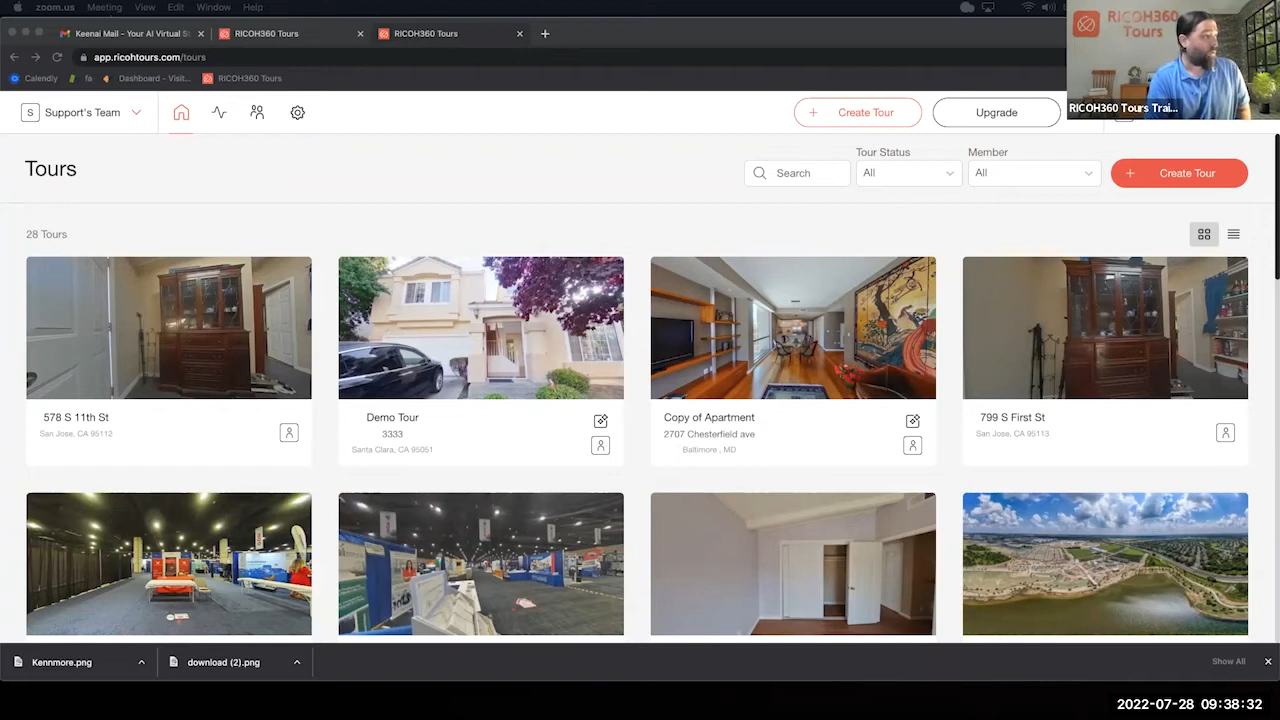 zoom.us Meeting View Edit Window Help
Keenai Mail - Your AI Virtual St
RICOH360 Tours
RICOH360 Tours
app.ricohtours.com/tours
Calendly
fa
Dashboard - Visit...
RICOH360 Tours
RICOH360
Tours
RICOH360 Tours Trai...
S Support's Team
Create Tour
Upgrade
Tours
Search
Tour Status
All
Member
All
Create Tour
28 Tours
578 S 11th St
San Jose, CA 95112
Demo Tour
3333
Santa Clara, CA 95051
Copy of Apartment
2707 Chesterfield ave
Baltimore , MD
799 S First St
San Jose, CA 95113
Kennmore.png
download (2).png
Show All
2022-07-28 09:38:32